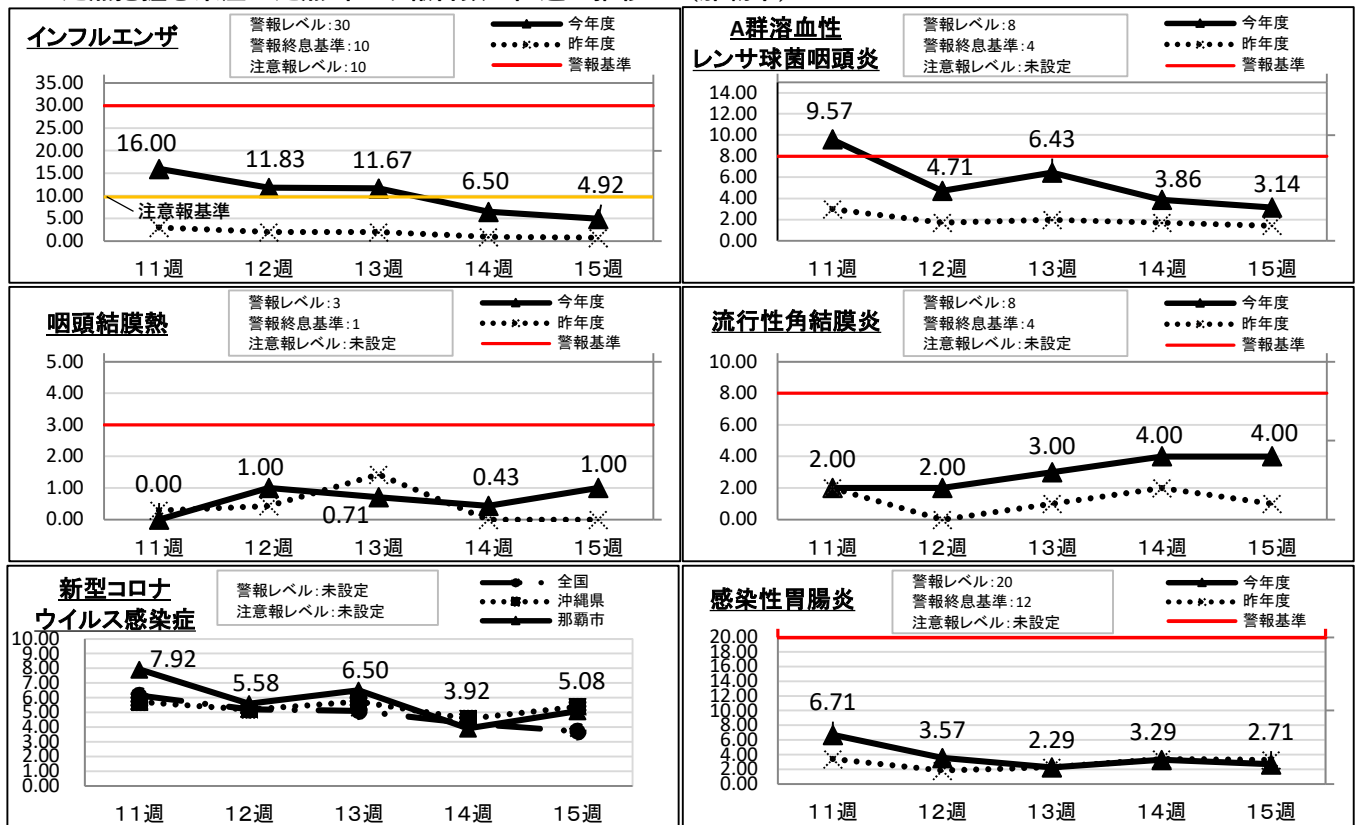 インフルエンザ
警報レベル:30
警報終息基準:10
注意報レベル:10
今年度
昨年度
警報基準
35.00
30.00
25.00
20.00
15.00
10.00
5.00
0.00
16.00
11.83
11.67
6.50
4.92
注意報基準
11週
12週
13週
14週
15週
A群溶血性
レンサ球菌咽頭炎
警報レベル:8
警報終息基準:4
注意報レベル:未設定
今年度
昨年度
警報基準
14.00
12.00
10.00
8.00
6.00
4.00
2.00
0.00
9.57
4.71
6.43
3.86
3.14
11週
12週
13週
14週
15週
咽頭結膜熱
警報レベル:3
警報終息基準:1
注意報レベル:未設定
今年度
昨年度
警報基準
5.00
4.00
3.00
2.00
1.00
0.00
0.00
1.00
0.71
0.43
1.00
11週
12週
13週
14週
15週
流行性角結膜炎
警報レベル:8
警報終息基準:4
注意報レベル:未設定
今年度
昨年度
警報基準
10.00
8.00
6.00
4.00
2.00
0.00
2.00
2.00
3.00
4.00
4.00
11週
12週
13週
14週
15週
新型コロナ
ウイルス感染症
警報レベル:未設定
注意報レベル:未設定
全国
沖縄県
那覇市
10.00
9.00
8.00
7.00
6.00
5.00
4.00
3.00
2.00
1.00
0.00
7.92
5.58
6.50
3.92
5.08
11週
12週
13週
14週
15週
感染性胃腸炎
警報レベル:20
警報終息基準:12
注意報レベル:未設定
今年度
昨年度
警報基準
20.00
18.00
16.00
14.00
12.00
10.00
8.00
6.00
4.00
2.00
0.00
6.71
3.57
2.29
3.29
2.71
11週
12週
13週
14週
15週